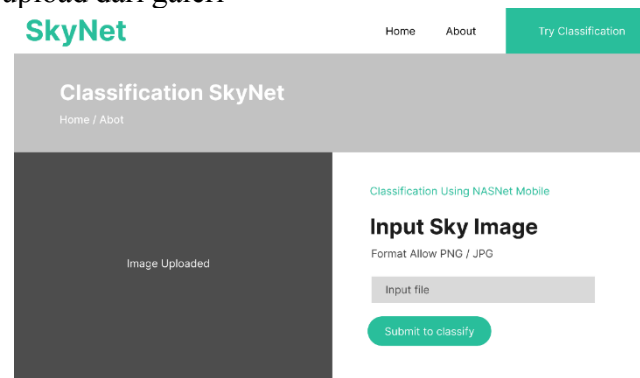 upload dari galeri
SkyNet
Home About Try Classification
Classification SkyNet
Home / Abot
Image Uploaded
Classification Using NASNet Mobile
Input Sky Image
Format Allow PNG / JPG
Input file
Submit to classify